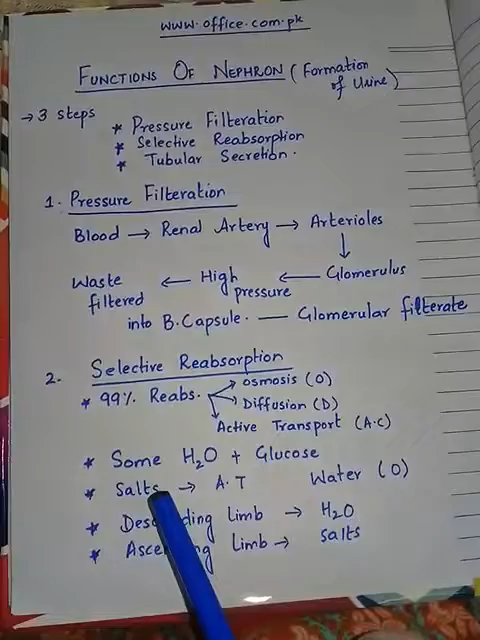 www.office.com.pk
FUNCTIONS OF NEPHRON (Formation of Urine)
→ 3 steps
* Pressure Filteration
* Selective Reabsorption
* Tubular Secretion.
1. Pressure Filteration
Blood → Renal Artery → Arterioles
↓
Waste filtered ← High pressure ← Glomerulus
into B.Capsule. — Glomerular filterate
2. Selective Reabsorption
* 99% Reabs. → osmosis (O)
→ Diffusion (D)
→ Active Transport (A.C)
* Some H₂O + Glucose
* Salts → A.T Water (O)
* Limb → H₂O
* Limb → salts